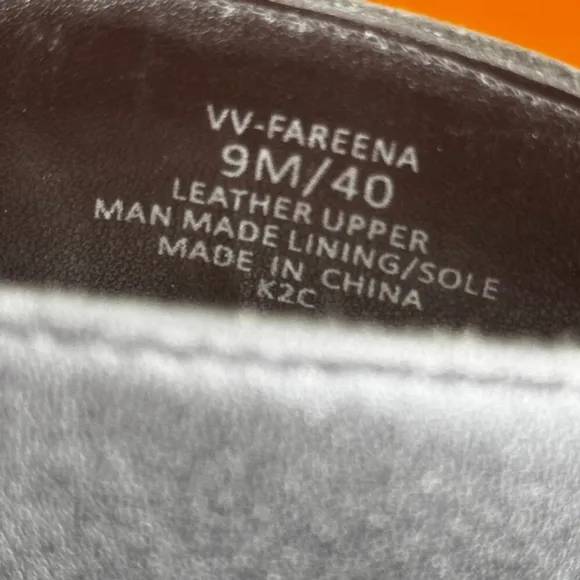 VV-FAREENA
9M/40
LEATHER UPPER
MAN MADE LINING/SOLE
MADE IN CHINA
K2C